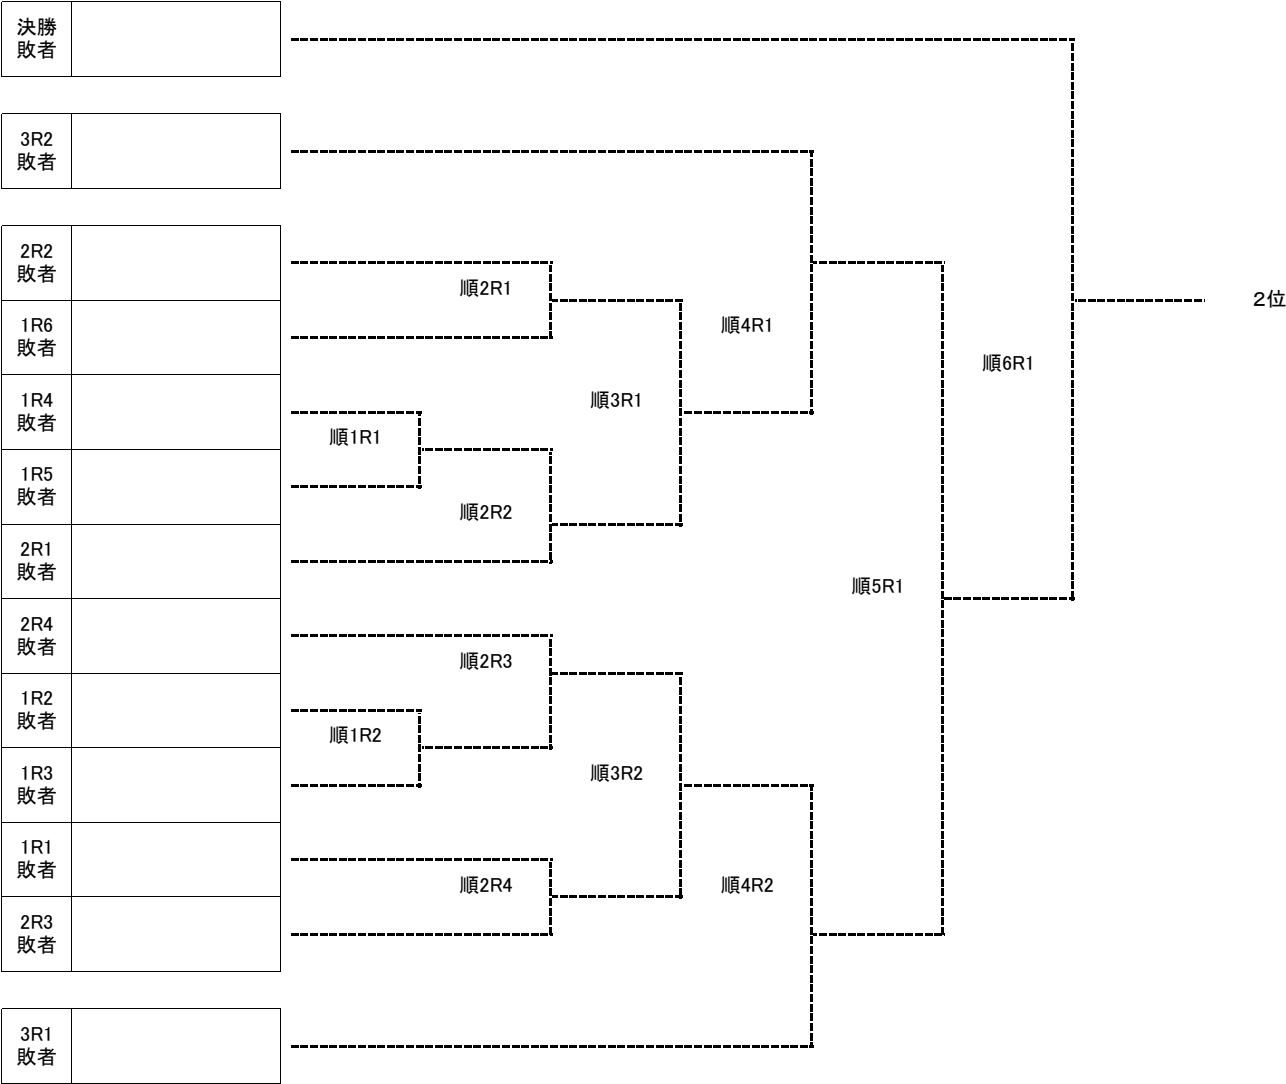 決勝
敗者
3R2
敗者
2R2
敗者
順2R1
2位
1R6
敗者
順4R1
順6R1
1R4
敗者
順3R1
順1R1
1R5
敗者
順2R2
2R1
敗者
順5R1
2R4
敗者
順2R3
1R2
敗者
順1R2
1R3
敗者
順3R2
1R1
敗者
順2R4
順4R2
2R3
敗者
3R1
敗者